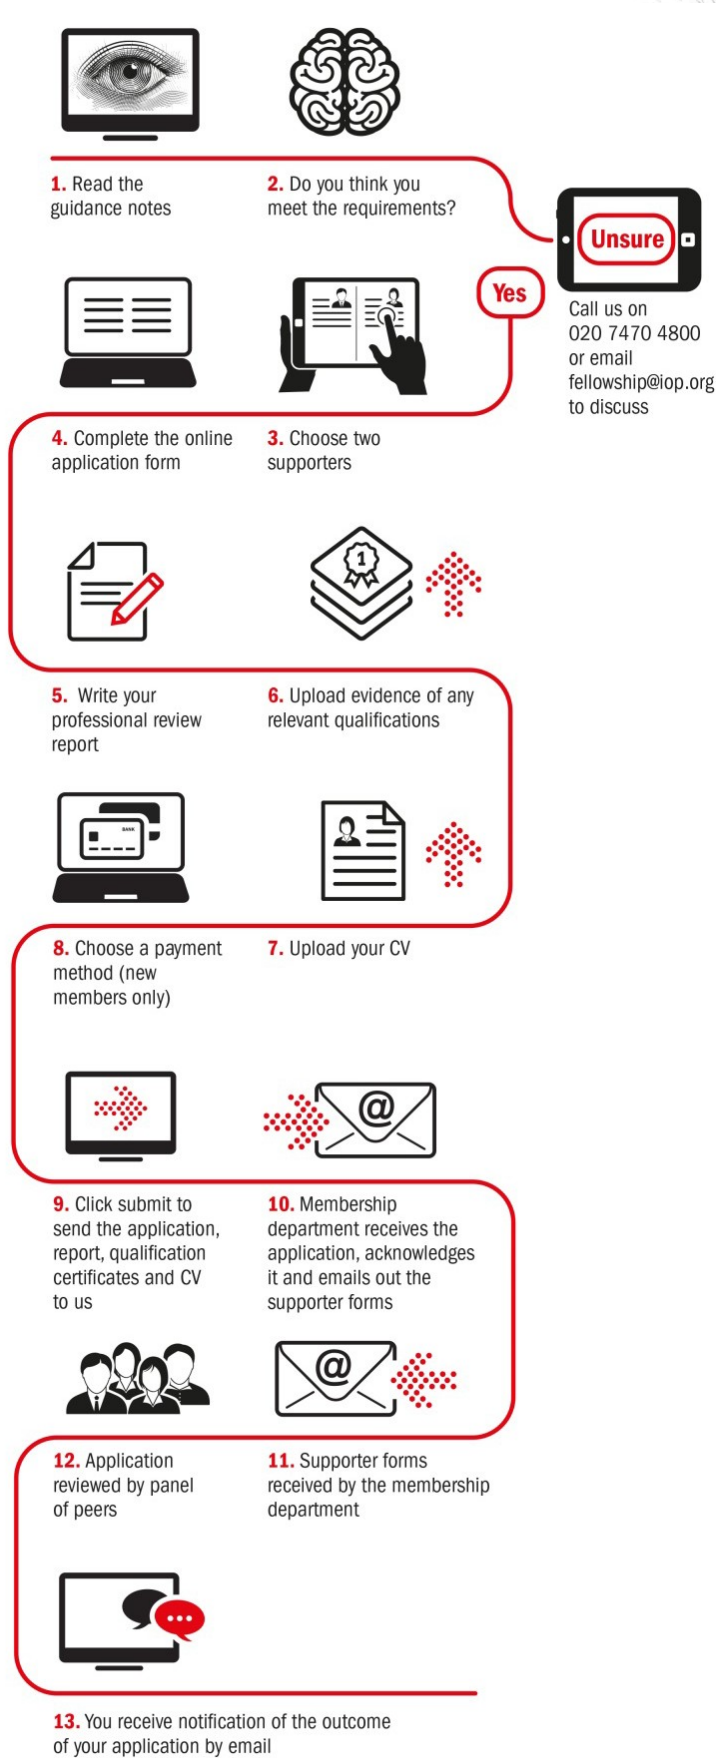 1. Read the
guidance notes
2. Do you think you
meet the requirements?
Unsure
Yes
Call us on
020 7470 4800
or email
fellowship@iop.org
to discuss
3. Choose two
supporters
4. Complete the online
application form
1
5. Write your
professional review
report
6. Upload evidence of any
relevant qualifications
BANK
7. Upload your CV
8. Choose a payment
method (new
members only)
@
9. Click submit to
send the application,
report, qualification
certificates and CV
to us
10. Membership
department receives the
application, acknowledges
it and emails out the
supporter forms
@
11. Supporter forms
received by the membership
department
12. Application
reviewed by panel
of peers
13. You receive notification of the outcome
of your application by email